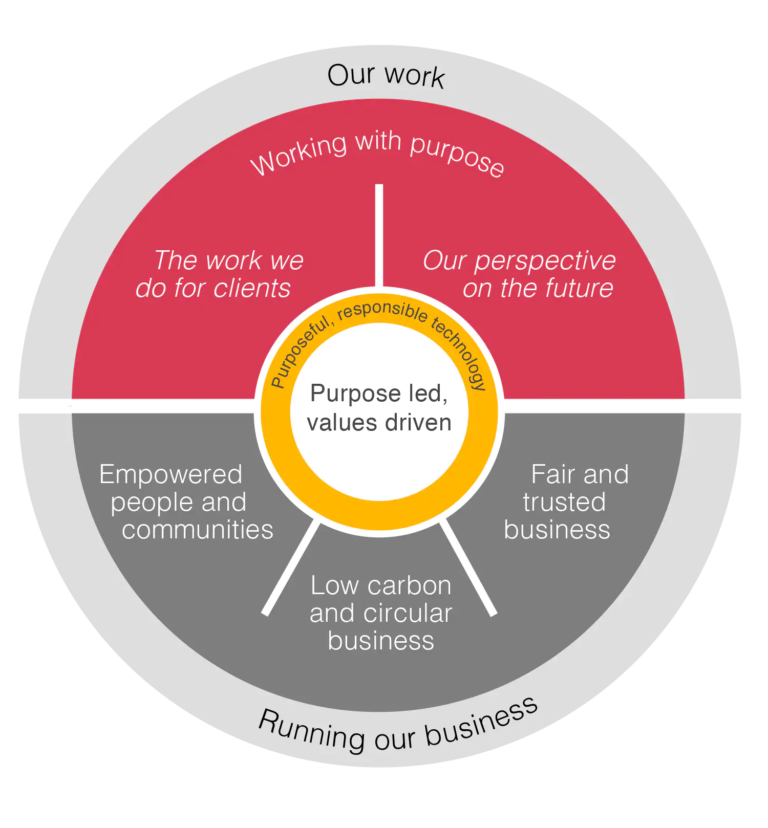 Our work
Working with purpose
The work we
do for clients
Our perspective
on the future
Purposeful, responsible technology
Purpose led,
values driven
Empowered
people and
communities
Low carbon
and circular
business
Fair and
trusted
business
Running our business